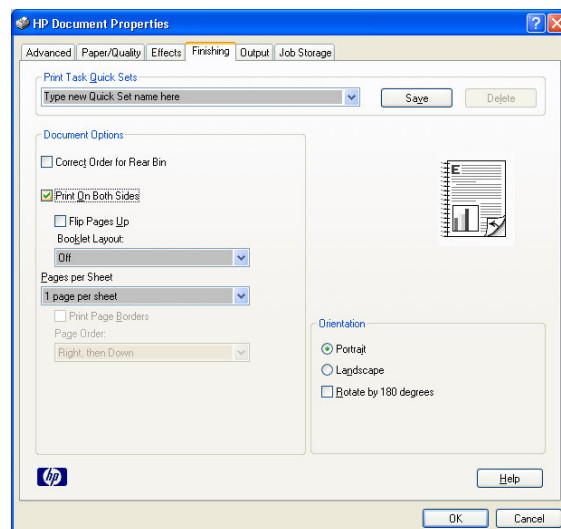 HP Document Properties
Advanced Paper/Quality Effects Finishing Output Job Storage
Print Task Quick Sets
Type new Quick Set name here Save Delete
Document Options
Correct Order for Rear Bin
Print On Both Sides
Flip Pages Up
Booklet Layout:
Off
Pages per Sheet
1 page per sheet
Print Page Borders
Page Order:
Right, then Down
E
Orientation
Portrait
Landscape
Rotate by 180 degrees
hp
Help
OK Cancel